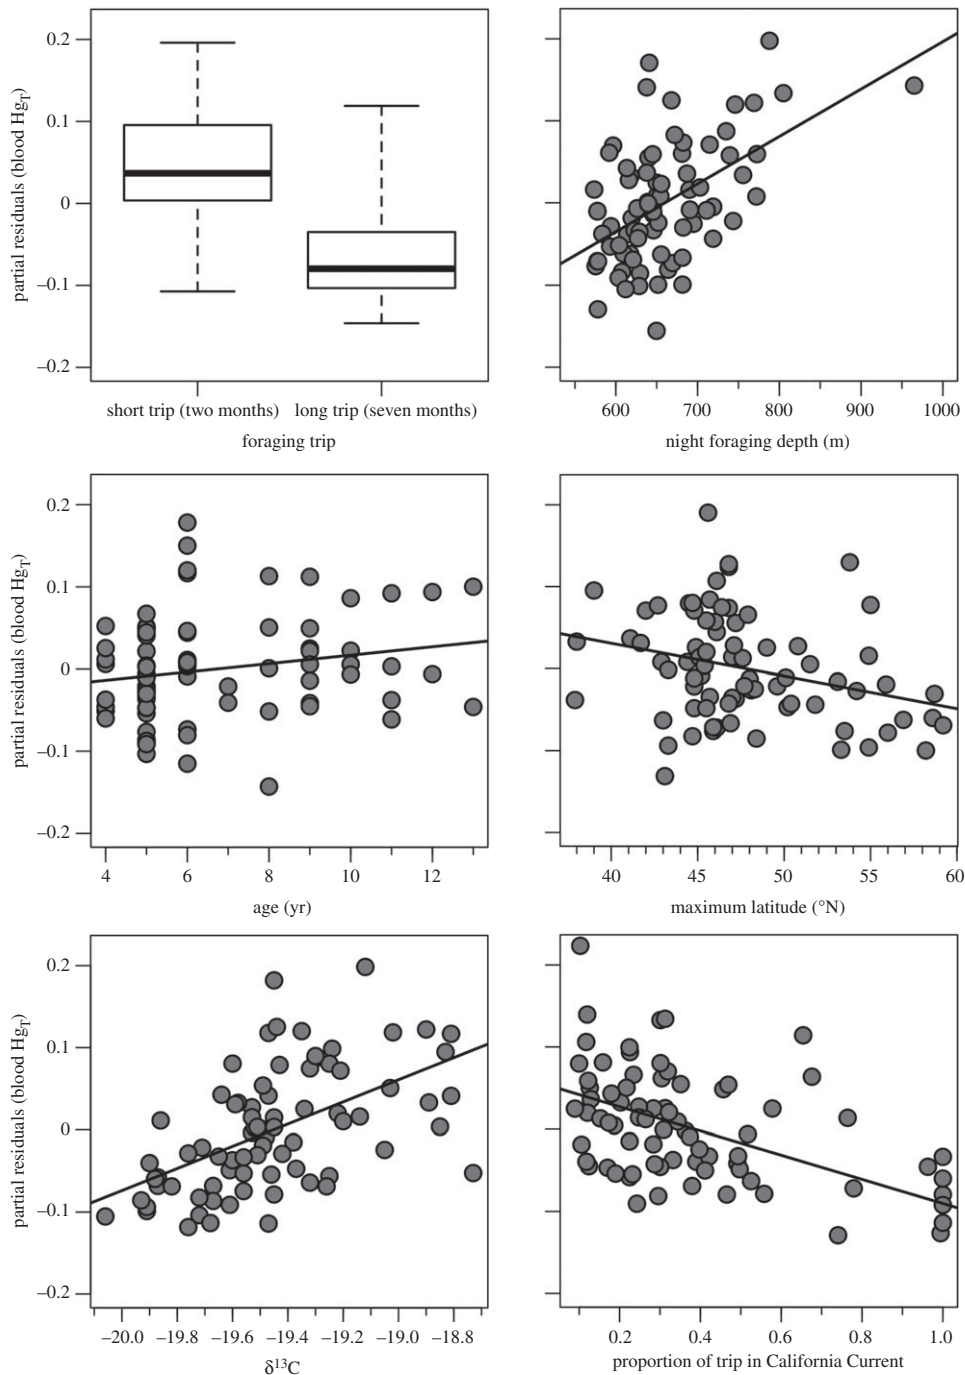 0.2
0.1
0
–0.1
–0.2
partial residuals (blood HgT)
short trip (two months) long trip (seven months)
foraging trip
600 700 800 900 1000
night foraging depth (m)
0.2
0.1
0
–0.1
–0.2
partial residuals (blood HgT)
4 6 8 10 12
age (yr)
40 45 50 55 60
maximum latitude (°N)
0.2
0.1
0
–0.1
–0.2
partial residuals (blood HgT)
–20.0 –19.8 –19.6 –19.4 –19.2 –19.0 –18.8
δ13C
0.2 0.4 0.6 0.8 1.0
proportion of trip in California Current